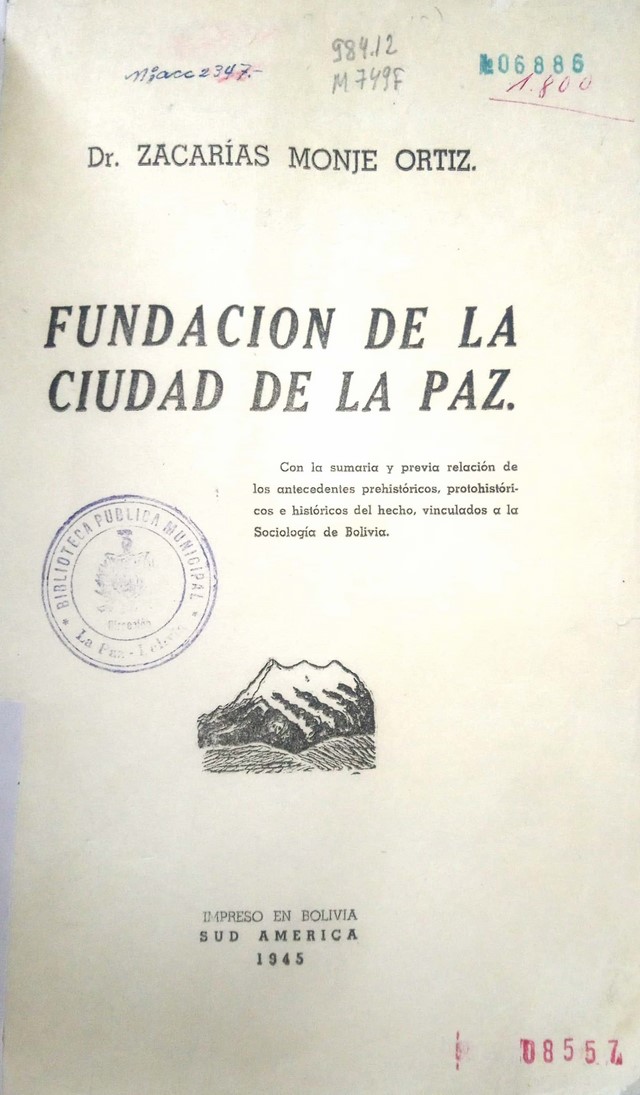 984.12
M749F
№06886
1.800
Dr. ZACARÍAS MONJE ORTIZ.
FUNDACION DE LA
CIUDAD DE LA PAZ.
Con la sumaria y previa relación de
los antecedentes prehistóricos, protohistóri-
cos e históricos del hecho, vinculados a la
Sociología de Bolivia.
BIBLIOTECA PUBLICA MUNICIPAL
Dirección
La Paz -
IMPRESO EN BOLIVIA
SUD AMERICA
1945
08557